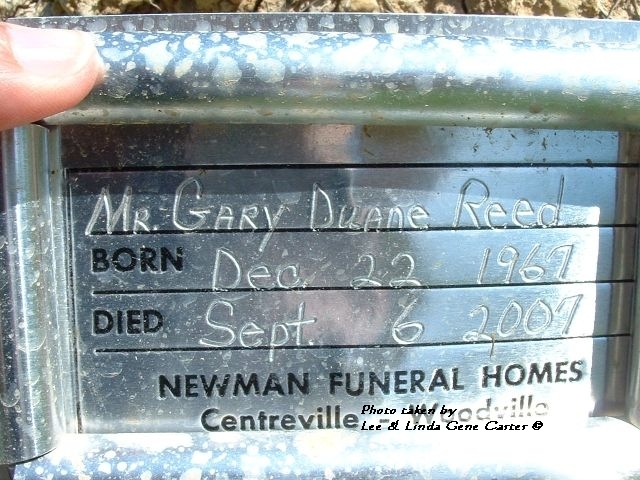 Mr Gary Duane Reed
BORN Dec 22 1967
DIED Sept. 6 2007
NEWMAN FUNERAL HOMES
Centreville - Woodville
Photo taken by
Lee & Linda Gene Carter ©